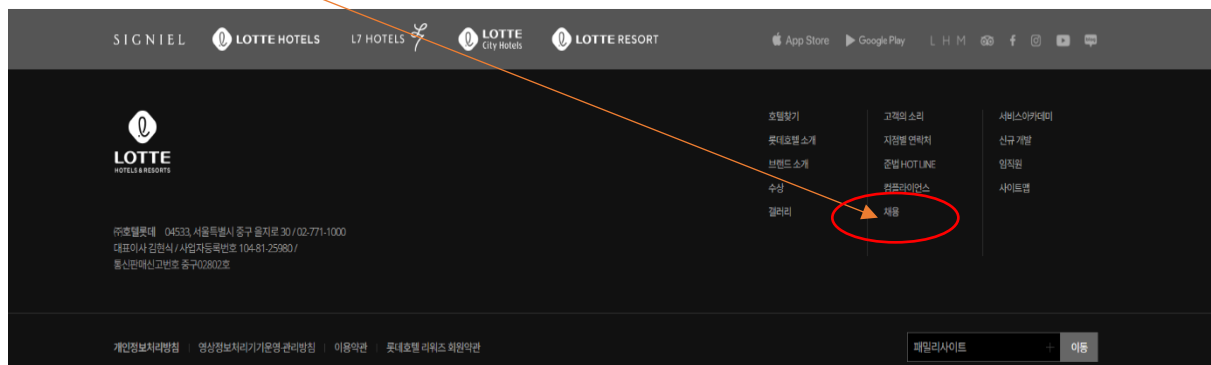 SIGNIEL LOTTE HOTELS L7 HOTELS LOTTE City Hotels LOTTE RESORT App Store Google Play L H M
LOTTE
HOTELS & RESORTS
호텔찾기 고객의 소리 서비스아카데미
롯데호텔 소개 지점별 연락처 신규 개발
브랜드 소개 준법 HOT LINE 임직원
수상 컴플라이언스 사이트맵
갤러리 채용
㈜호텔롯데 04533, 서울특별시 중구 을지로 30 / 02-771-1000
대표이사 김현식 / 사업자등록번호 104-81-25980 /
통신판매신고번호 중구02802호
개인정보처리방침 영상정보처리기기운영·관리방침 이용약관 롯데호텔 리워즈 회원약관
패밀리사이트 이동